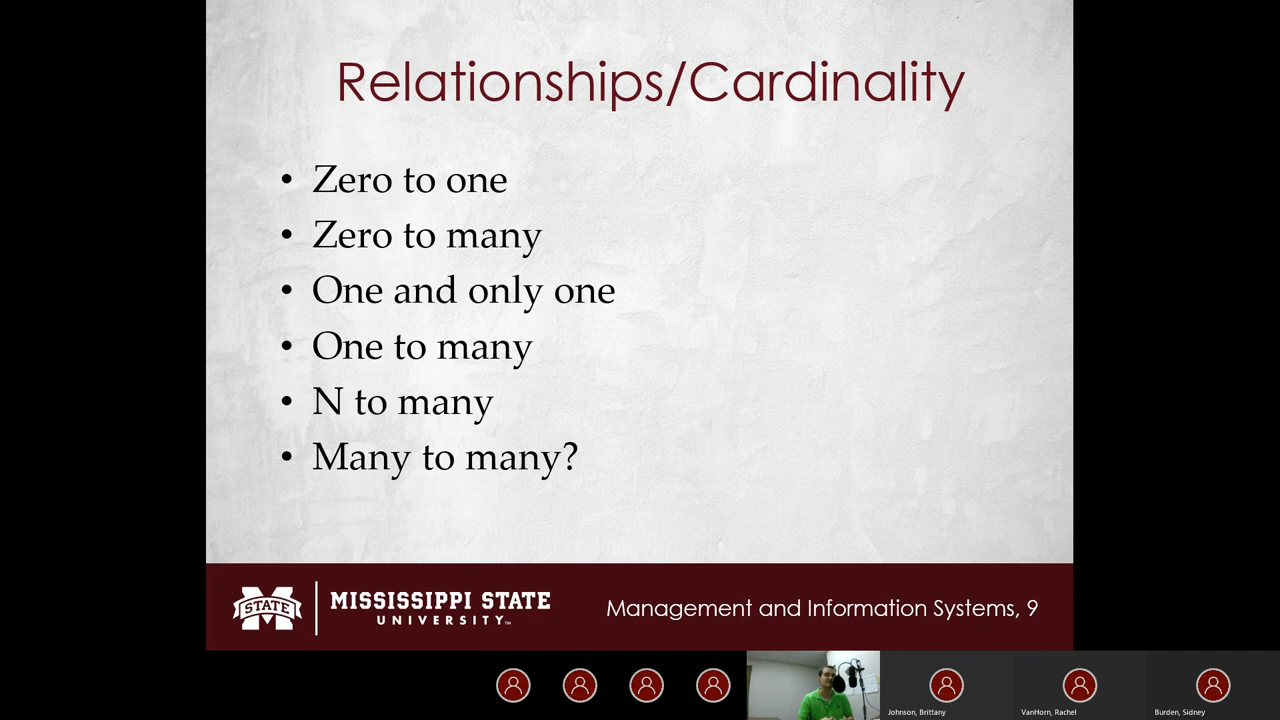 Relationships/Cardinality
• Zero to one
• Zero to many
• One and only one
• One to many
• N to many
• Many to many?
STATE
MISSISSIPPI STATE
UNIVERSITY™
Management and Information Systems, 9
Johnson, Brittany
VanHorn, Rachel
Burden, Sidney